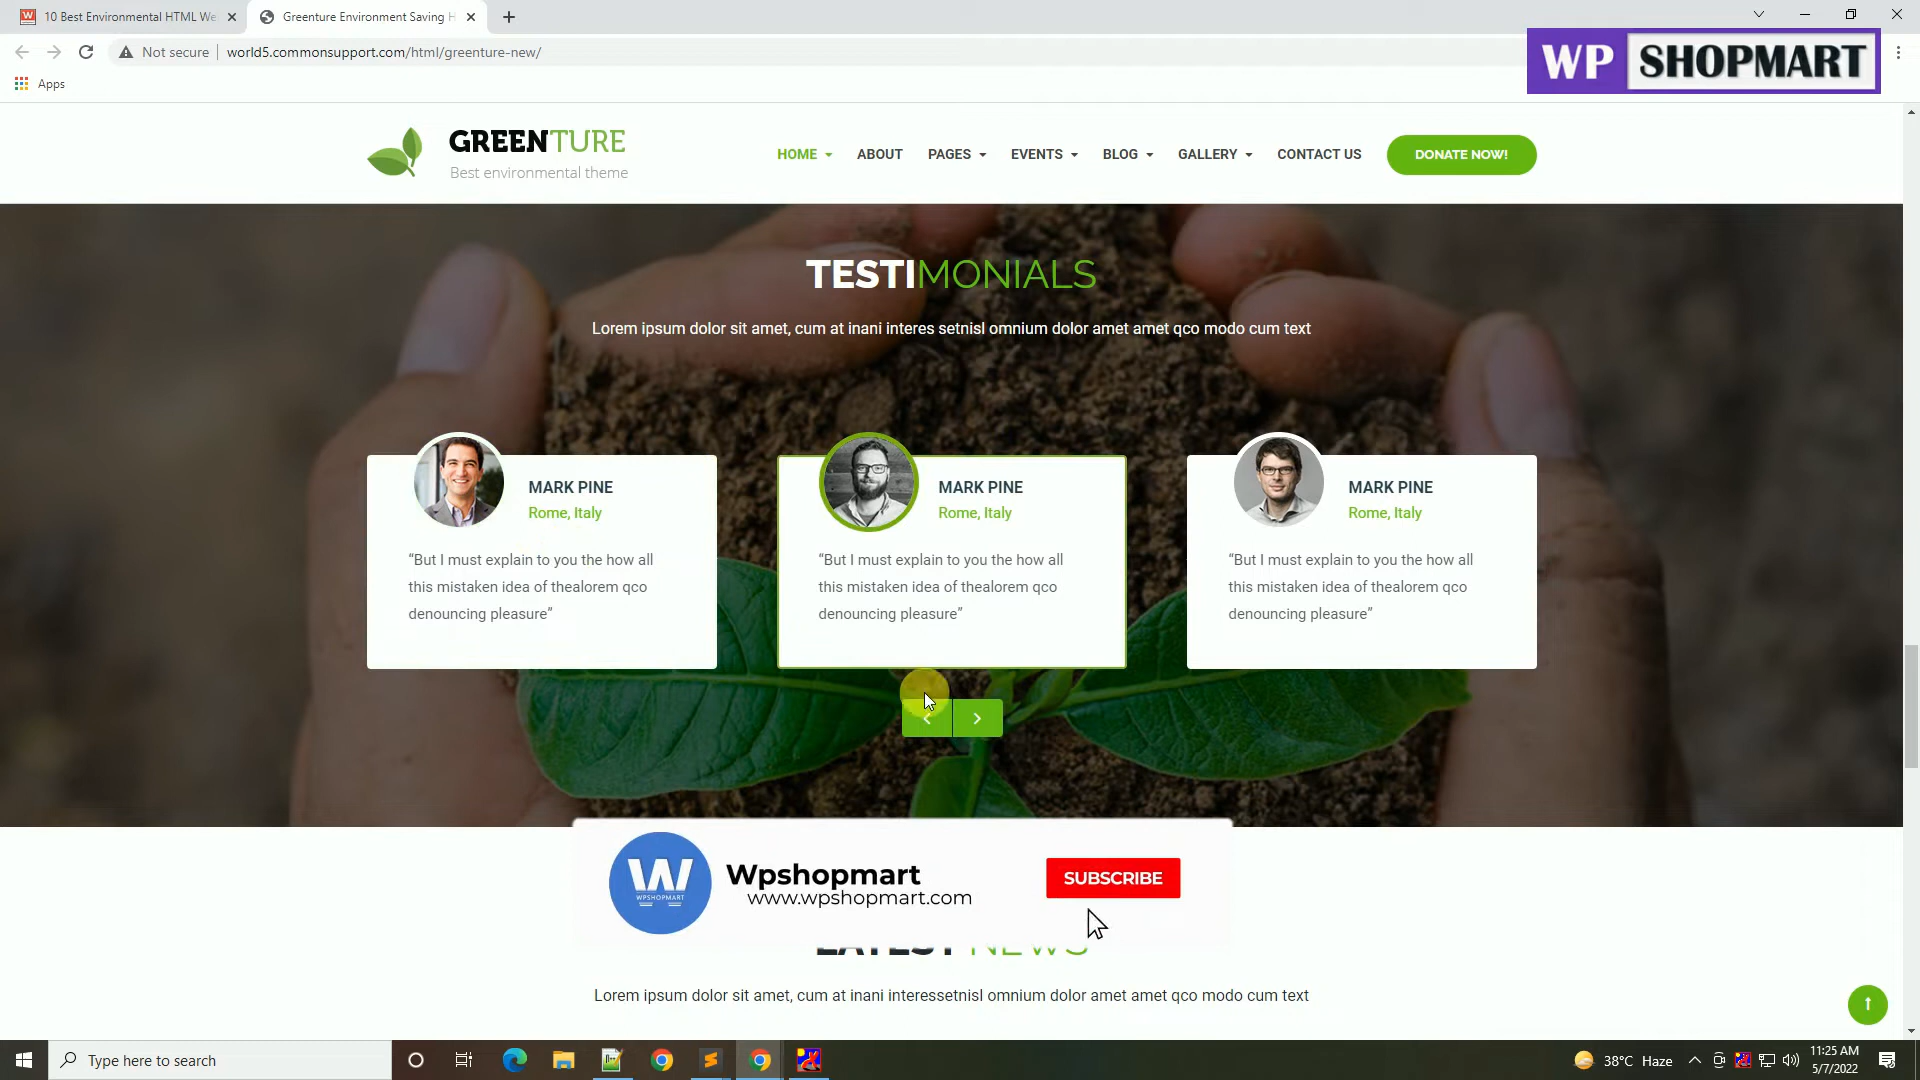 10 Best Environmental HTML We
Greenture Environment Saving H
Not secure
world5.commonsupport.com/html/greenture-new/
WP SHOPMART
Apps
GREENTURE
Best environmental theme
HOME
ABOUT
PAGES
EVENTS
BLOG
GALLERY
CONTACT US
DONATE NOW!
TESTIMONIALS
Lorem ipsum dolor sit amet, cum at inani interes setnisl omnium dolor amet amet qco modo cum text
MARK PINE
Rome, Italy
“But I must explain to you the how all
this mistaken idea of thealorem qco
denouncing pleasure”
MARK PINE
Rome, Italy
“But I must explain to you the how all
this mistaken idea of thealorem qco
denouncing pleasure”
MARK PINE
Rome, Italy
“But I must explain to you the how all
this mistaken idea of thealorem qco
denouncing pleasure”
W
WPSHOPMART
Wpshopmart
www.wpshopmart.com
SUBSCRIBE
LATEST NEWS
Lorem ipsum dolor sit amet, cum at inani interessetnisl omnium dolor amet amet qco modo cum text
Type here to search
38°C Haze
11:25 AM
5/7/2022